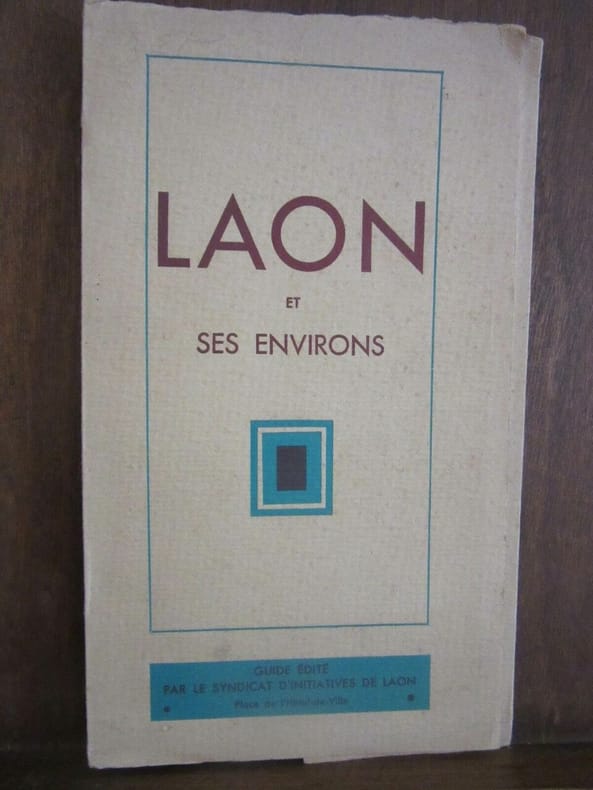 LAON
ET
SES ENVIRONS
GUIDE ÉDITÉ
PAR LE SYNDICAT D'INITIATIVES DE LAON
Place de l'Hôtel-de-Ville